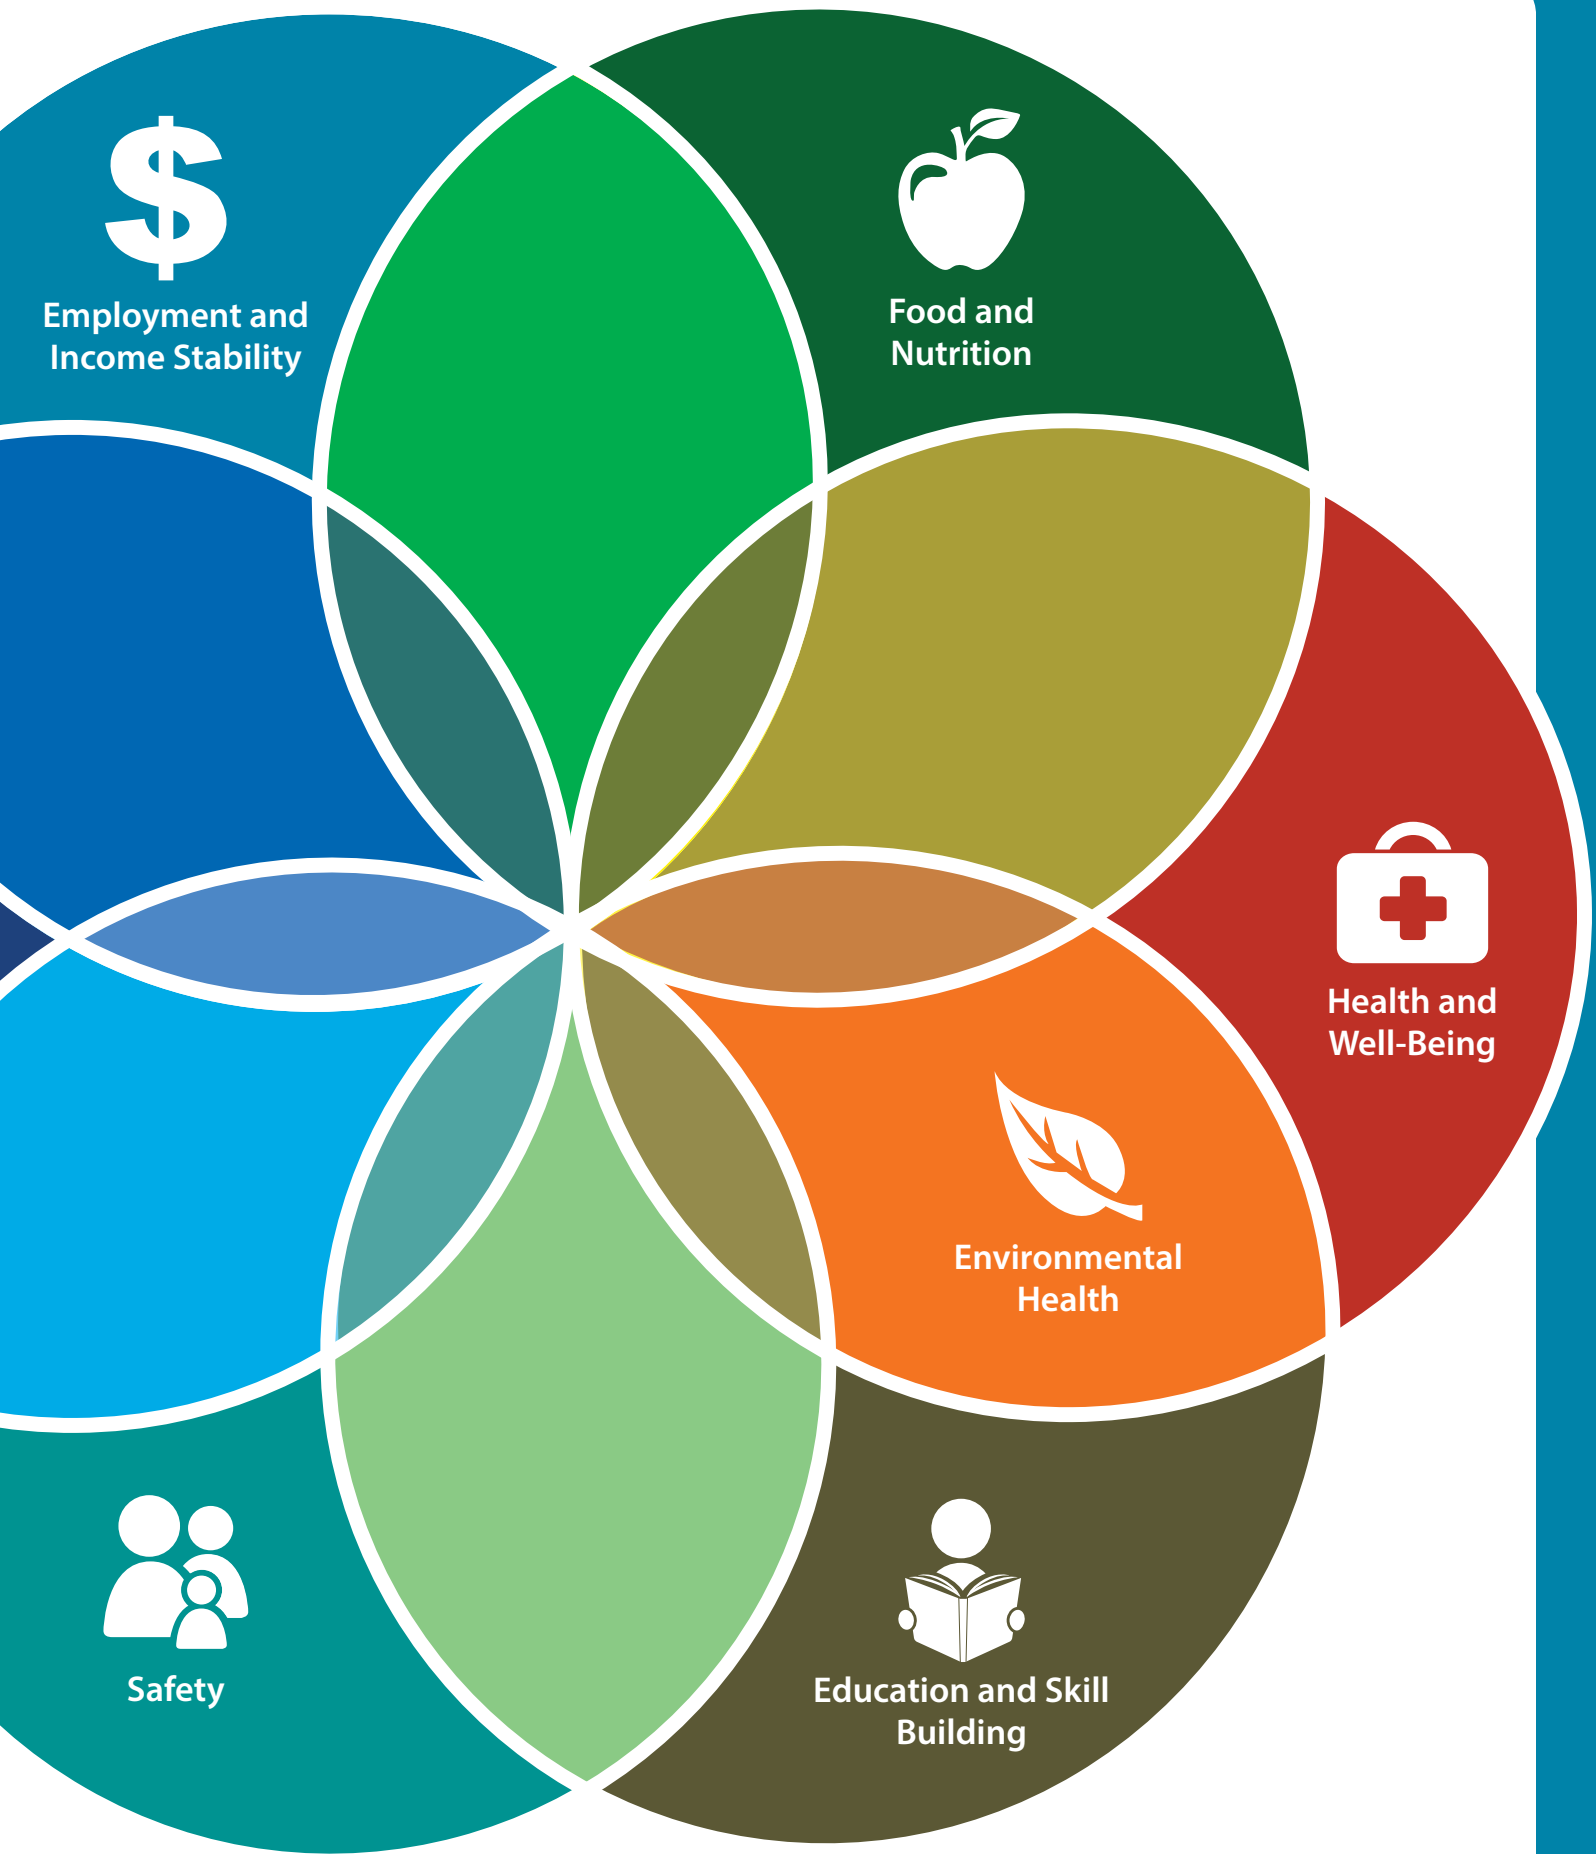 Employment and
Income Stability
Food and
Nutrition
Health and
Well-Being
Environmental
Health
Safety
Education and Skill
Building